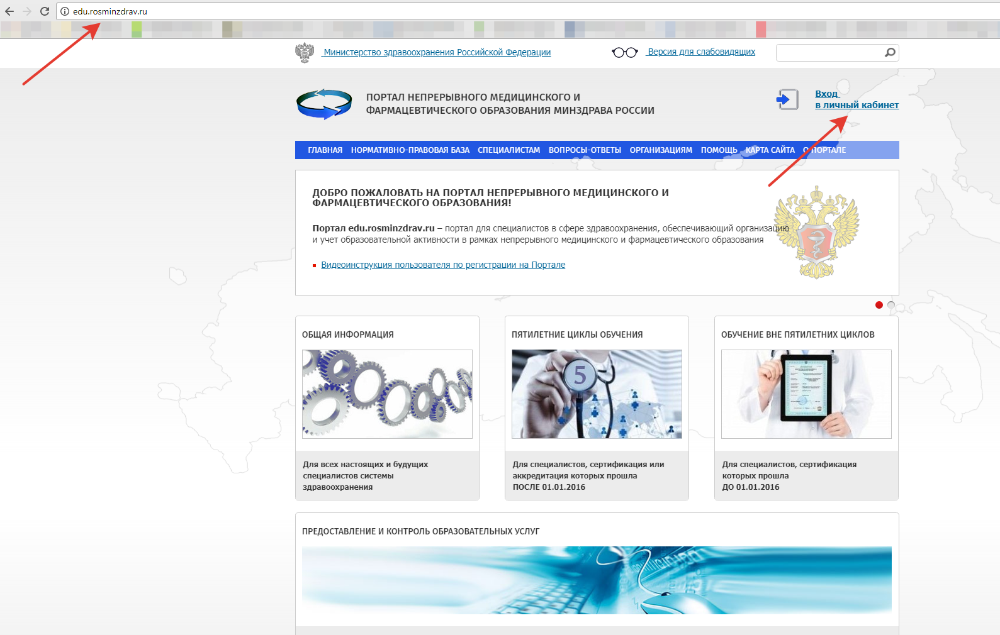 edu.rosminzdrav.ru
Министерство здравоохранения Российской Федерации
Версия для слабовидящих
ПОРТАЛ НЕПРЕРЫВНОГО МЕДИЦИНСКОГО И
ФАРМАЦЕВТИЧЕСКОГО ОБРАЗОВАНИЯ МИНЗДРАВА РОССИИ
Вход
в личный кабинет
ГЛАВНАЯ НОРМАТИВНО-ПРАВОВАЯ БАЗА СПЕЦИАЛИСТАМ ВОПРОСЫ-ОТВЕТЫ ОРГАНИЗАЦИЯМ ПОМОЩЬ КАРТА САЙТА О ПОРТАЛЕ
ДОБРО ПОЖАЛОВАТЬ НА ПОРТАЛ НЕПРЕРЫВНОГО МЕДИЦИНСКОГО И
ФАРМАЦЕВТИЧЕСКОГО ОБРАЗОВАНИЯ!
Портал edu.rosminzdrav.ru – портал для специалистов в сфере здравоохранения, обеспечивающий организацию
и учет образовательной активности в рамках непрерывного медицинского и фармацевтического образования
Видеоинструкция пользователя по регистрации на Портале
ОБЩАЯ ИНФОРМАЦИЯ
Для всех настоящих и будущих
специалистов системы
здравоохранения
ПЯТИЛЕТНИЕ ЦИКЛЫ ОБУЧЕНИЯ
5
Для специалистов, сертификация или
аккредитация которых прошла
ПОСЛЕ 01.01.2016
ОБУЧЕНИЕ ВНЕ ПЯТИЛЕТНИХ ЦИКЛОВ
Для специалистов, сертификация
которых прошла
ДО 01.01.2016
ПРЕДОСТАВЛЕНИЕ И КОНТРОЛЬ ОБРАЗОВАТЕЛЬНЫХ УСЛУГ